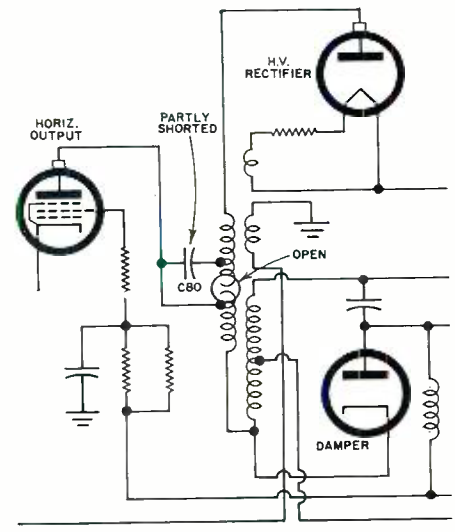 H.V.
RECTIFIER
HORIZ.
OUTPUT
PARTLY
SHORTED
OPEN
C80
DAMPER